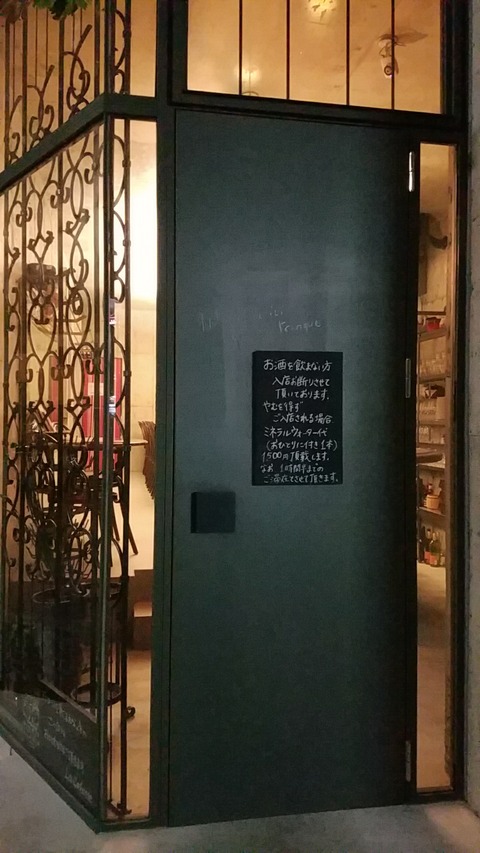 お酒を飲まない方
入店お断りさせて
頂いております。
やむを得ず
ご入店される場合
ミネラルウォーター代
(おひとりに付き1本)
1500円頂戴します。
なお 1時間半までの
ご滞在とさせて頂きます。